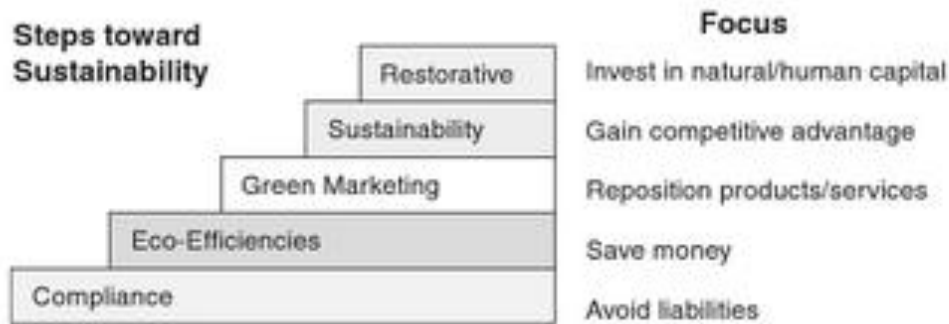 Steps toward
Sustainability
Focus
Restorative
Invest in natural/human capital
Sustainability
Gain competitive advantage
Green Marketing
Reposition products/services
Eco-Efficiencies
Save money
Compliance
Avoid liabilities